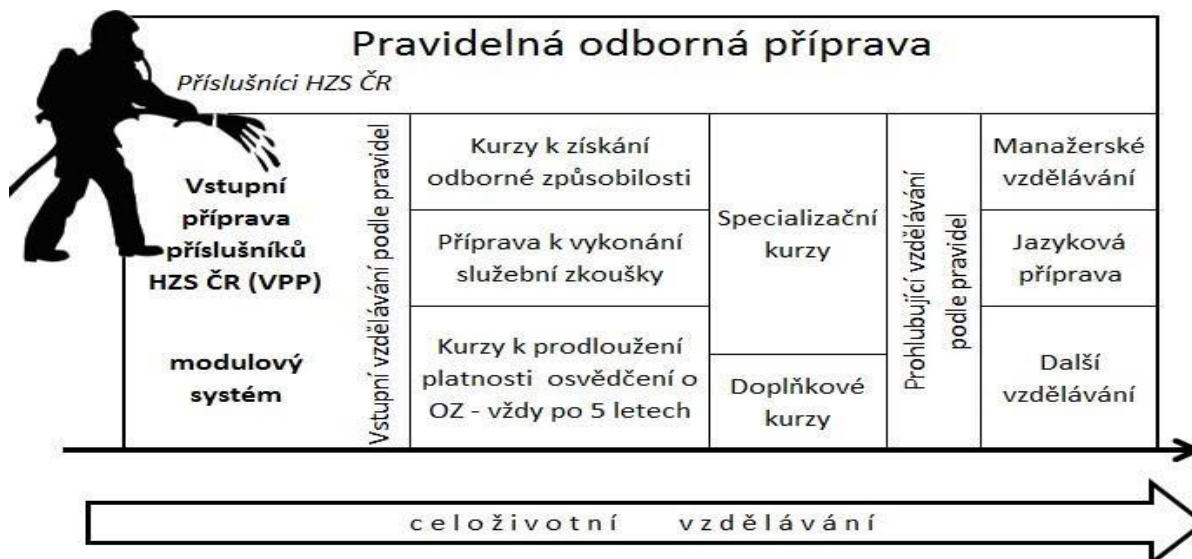 Pravidelná odborná příprava
Příslušníci HZS ČR
Vstupní
příprava
příslušníků
HZS ČR (VPP)
modulový
systém
Vstupní vzdělávání podle pravidel
Kurzy k získání
odborné způsobilosti
Příprava k vykonání
služební zkoušky
Kurzy k prodloužení
platnosti osvědčení o
OZ - vždy po 5 letech
Specializační
kurzy
Doplňkové
kurzy
Prohlubující vzdělávání
podle pravidel
Manažerské
vzdělávání
Jazyková
příprava
Další
vzdělávání
celoživotní vzdělávání